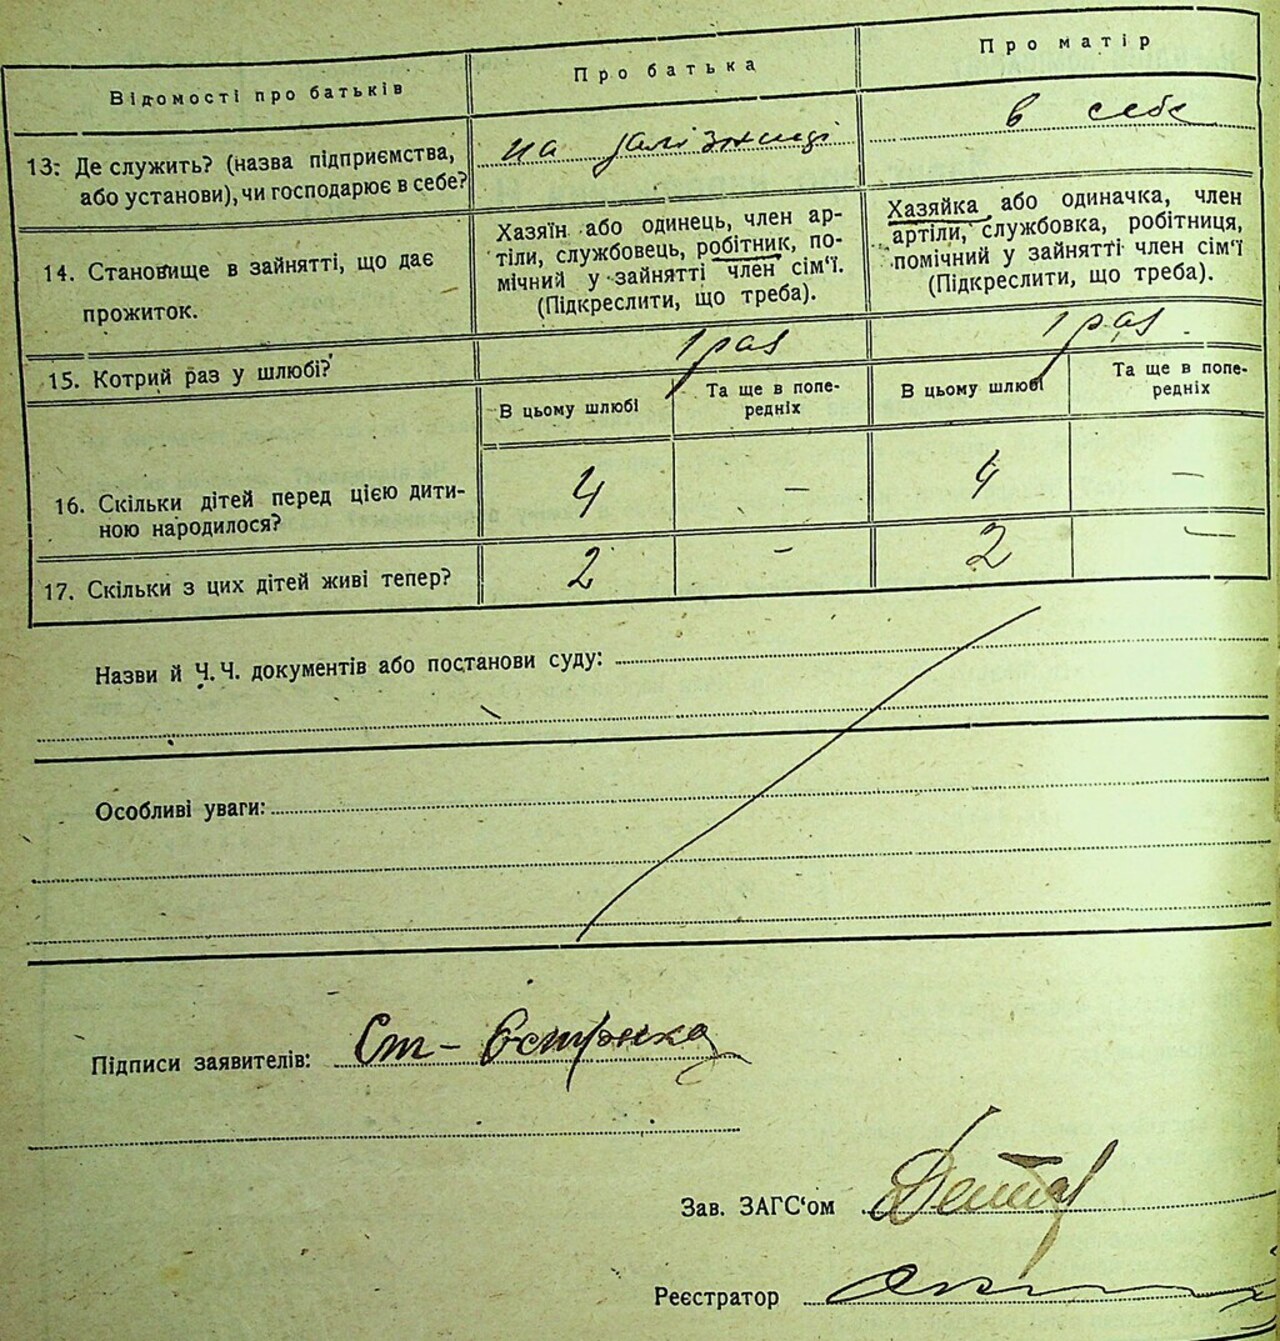 Відомості про батьків
Про батька
Про матір
13. Де служить? (назва підприємства,
або установи), чи господарює в себе?
на залізниці
в себе
14. Становище в зайнятті, що дає
прожиток.
Хазяїн або одинець, член ар-
тіли, службовець, робітник, по-
мічний у зайнятті член сім‘ї.
(Підкреслити, що треба).
Хазяйка або одиначка, член
артіли, службовка, робітниця,
помічний у зайнятті член сім‘ї
(Підкреслити, що треба).
15. Котрий раз у шлюбі?
1 раз
1 раз
В цьому шлюбі
Та ще в попе-
редніх
В цьому шлюбі
Та ще в попе-
редніх
16. Скільки дітей перед цією дити-
ною народилося?
4
–
4
–
17. Скільки з цих дітей живі тепер?
2
–
2
–
Назви й Ч. Ч. документів або постанови суду:
Особливі уваги:
Підписи заявителів:
Зав. ЗАГС‘ом
Реєстратор